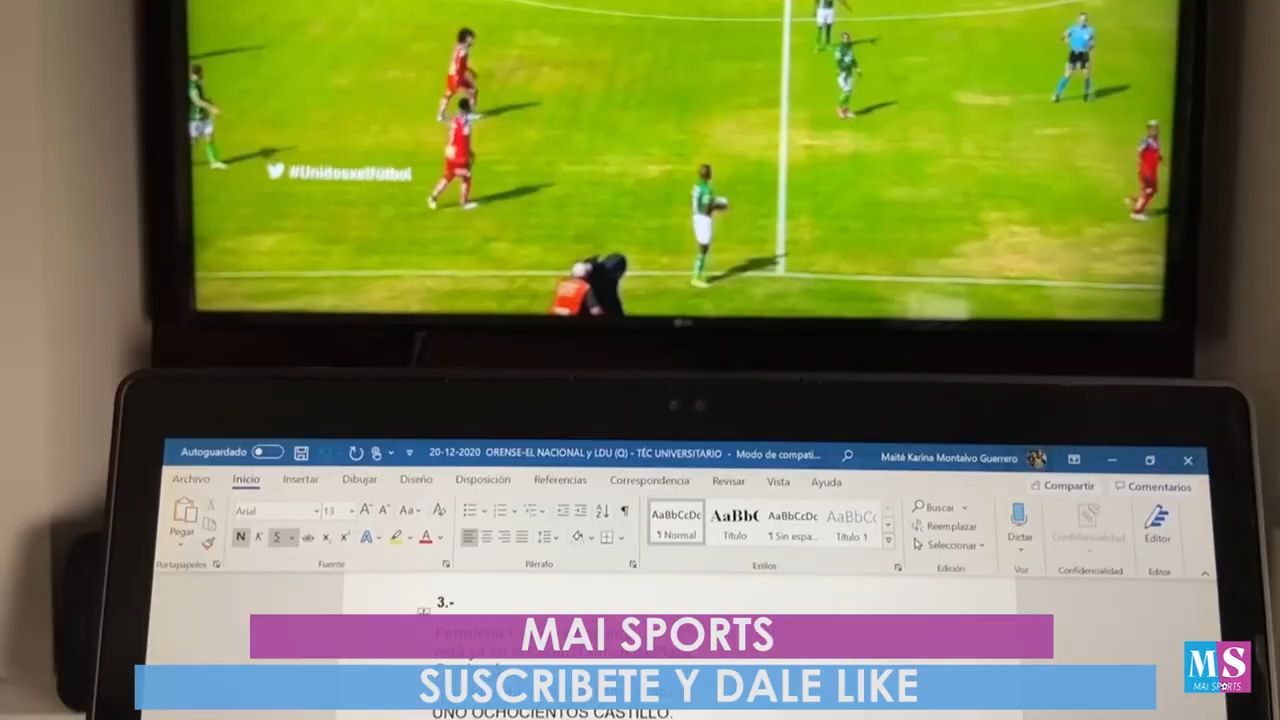 #Unidosxelfútbol
Autoguardado
20-12-2020 ORENSE-EL NACIONAL y LDU (Q) - TÉC UNIVERSITARIO - Modo de compati...
Maité Karina Montalvo Guerrero
Archivo Inicio Insertar Dibujar Diseño Disposición Referencias Correspondencia Revisar Vista Ayuda
Compartir Comentarios
Pegar
Arial 13 A A Aa A
N K S ab x x A A
AaBbCcDc AaBbC AaBbCcDc AaBbCc
¶ Normal Título ¶ Sin espa... Título 1
Buscar
Reemplazar
Seleccionar
Dictar
Confidencialidad
Editor
Portapapeles Fuente Párrafo Estilos Edición Voz Confidencialidad Editor
3.-
MAI SPORTS
SUSCRIBETE Y DALE LIKE
MS
MAI SPORTS
UNO OCHOCIENTOS CASTILLO.